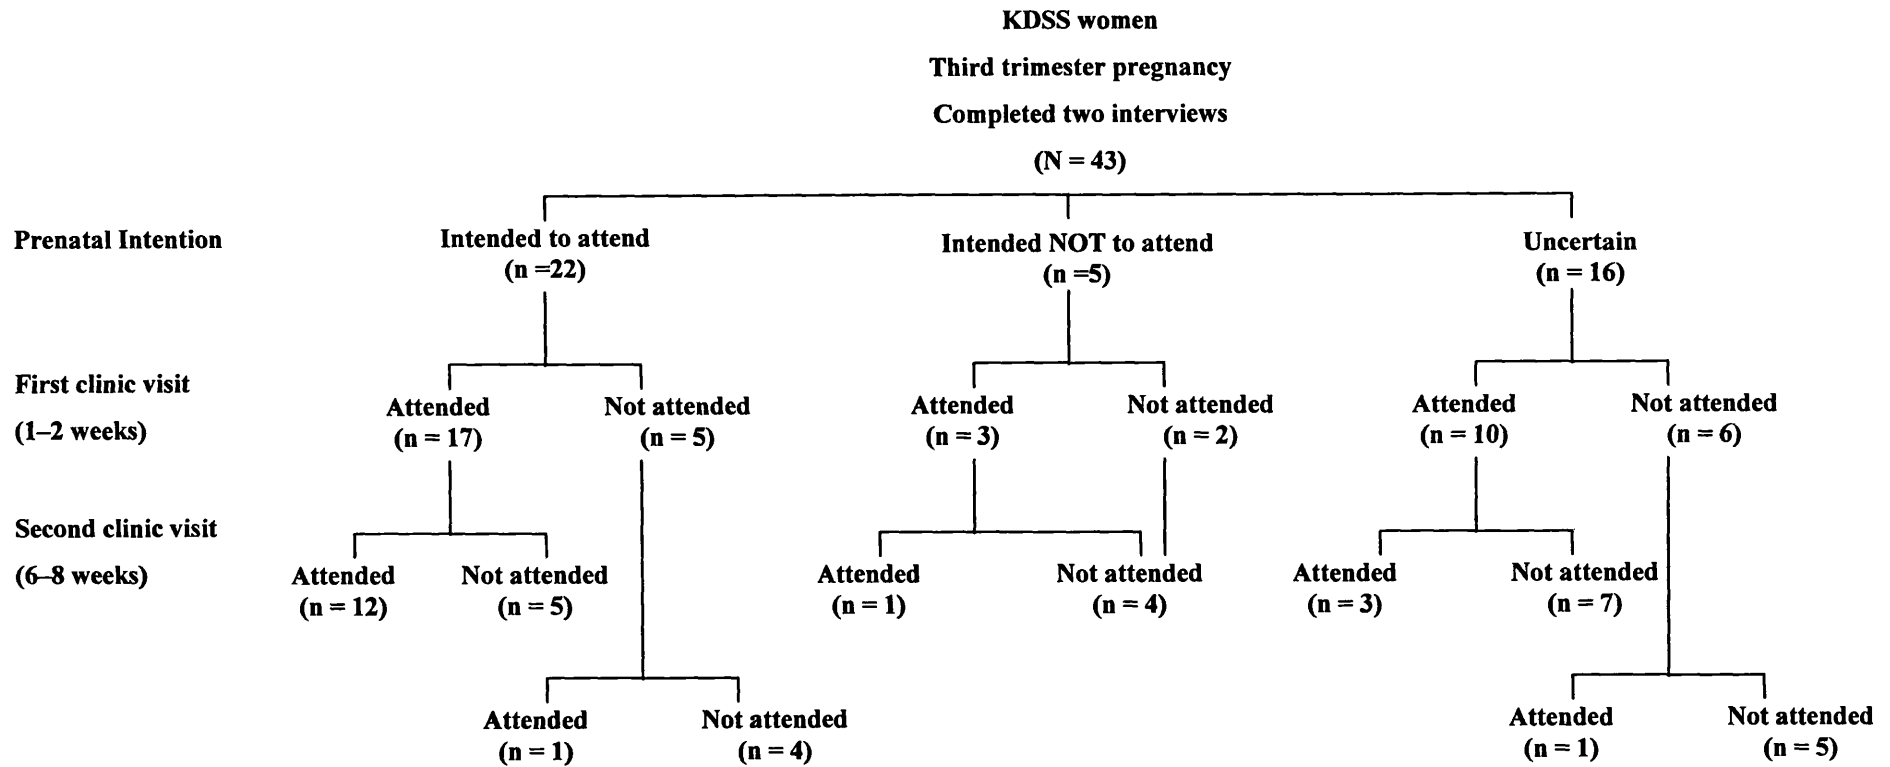 KDSS women
Third trimester pregnancy
Completed two interviews
(N = 43)
Prenatal Intention
Intended to attend
(n =22)
Intended NOT to attend
(n =5)
Uncertain
(n = 16)
First clinic visit
(1–2 weeks)
Attended
(n = 17)
Not attended
(n = 5)
Attended
(n = 3)
Not attended
(n = 2)
Attended
(n = 10)
Not attended
(n = 6)
Second clinic visit
(6–8 weeks)
Attended
(n = 12)
Not attended
(n = 5)
Attended
(n = 1)
Not attended
(n = 4)
Attended
(n = 3)
Not attended
(n = 7)
Attended
(n = 1)
Not attended
(n = 4)
Attended
(n = 1)
Not attended
(n = 5)